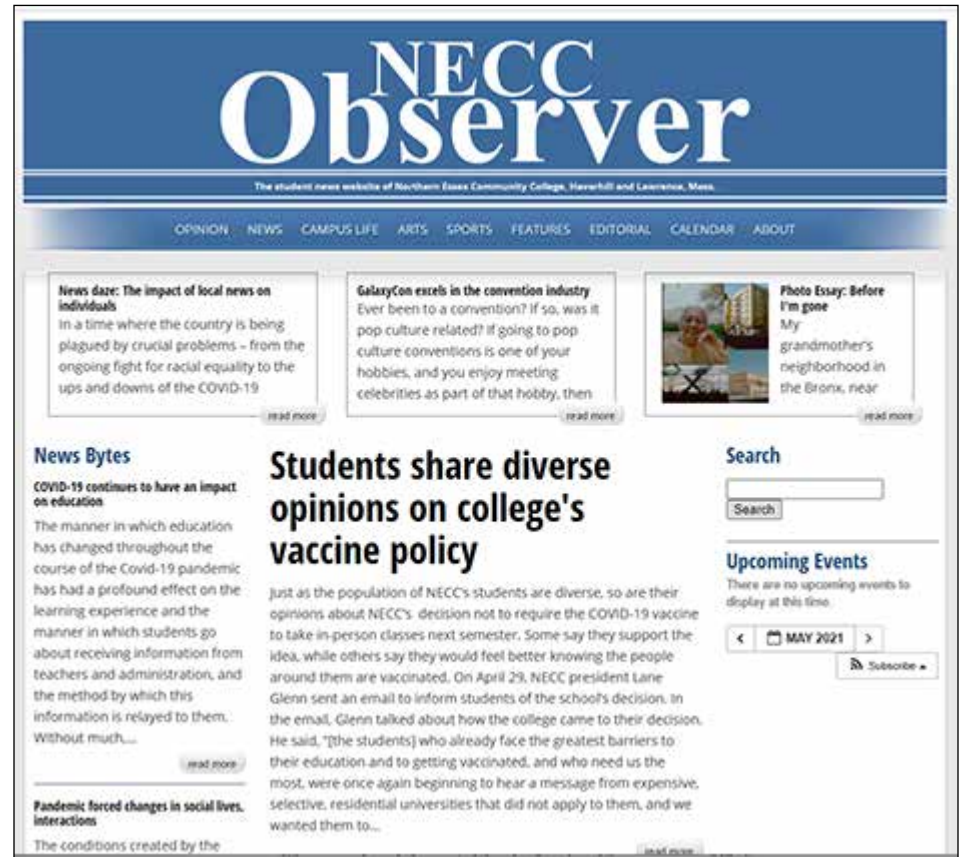 NECC
Observer
The student news website of Northern Essex Community College, Haverhill and Lawrence, Mass.
OPINION NEWS CAMPUS LIFE ARTS SPORTS FEATURES EDITORIAL CALENDAR ABOUT
News daze: The impact of local news on
individuals
In a time where the country is being
plagued by crucial problems – from the
ongoing fight for racial equality to the
ups and downs of the COVID-19
read more
GalaxyCon excels in the convention industry
Ever been to a convention? If so, was it
pop culture related? If going to pop
culture conventions is one of your
hobbies, and you enjoy meeting
celebrities as part of that hobby, then
read more
Photo Essay: Before
I'm gone
My
grandmother's
neighborhood in
the Bronx, near
read more
News Bytes
COVID-19 continues to have an impact
on education
The manner in which education
has changed throughout the
course of the Covid-19 pandemic
has had a profound effect on the
learning experience and the
manner in which students go
about receiving information from
teachers and administration, and
the method by which this
information is relayed to them.
Without much,...
read more
Pandemic forced changes in social lives,
interactions
The conditions created by the
Students share diverse
opinions on college's
vaccine policy
Just as the population of NECC's students are diverse, so are their
opinions about NECC's decision not to require the COVID-19 vaccine
to take in-person classes next semester. Some say they support the
idea, while others say they would feel better knowing the people
around them are vaccinated. On April 29, NECC president Lane
Glenn sent an email to inform students of the school's decision. In
the email, Glenn talked about how the college came to their decision.
He said, "[the students] who already face the greatest barriers to
their education and to getting vaccinated, and who need us the
most, were once again beginning to hear a message from expensive,
selective, residential universities that did not apply to them, and we
wanted them to...
read more
Search
Search
Upcoming Events
There are no upcoming events to
display at this time.
MAY 2021
Subscribe